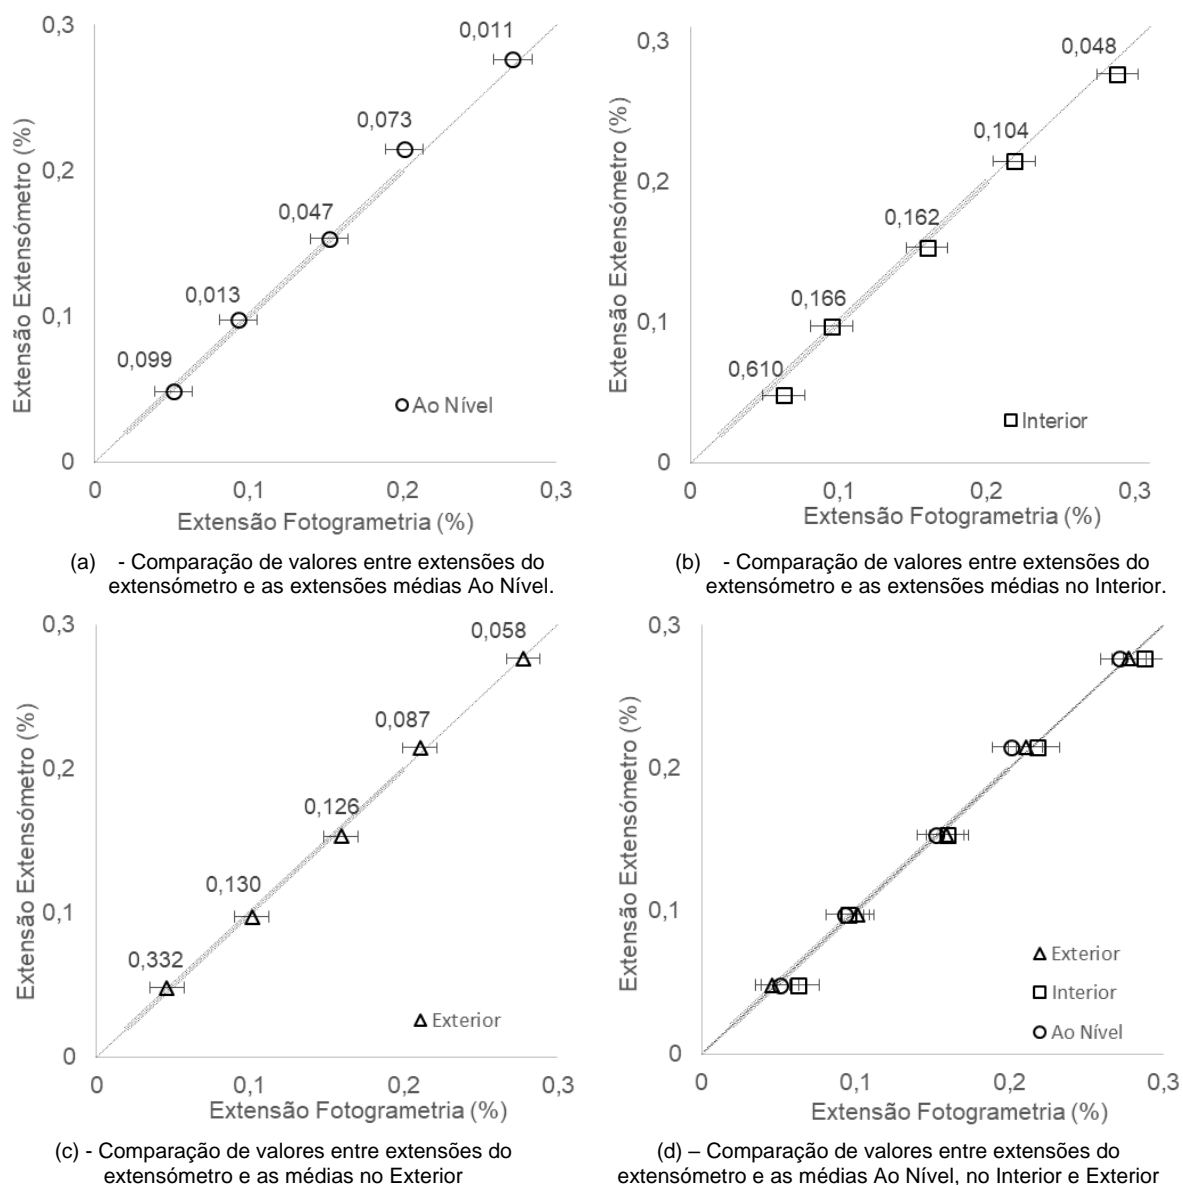 0,3
0,2
0,1
0
Extensão Extensómetro (%)
0,011
0,073
0,047
0,013
0,099
Ao Nível
0
0,1
0,2
0,3
Extensão Fotogrametria (%)
(a) - Comparação de valores entre extensões do
extensómetro e as extensões médias Ao Nível.
0,3
0,2
0,1
0
Extensão Extensómetro (%)
0,048
0,104
0,162
0,166
0,610
Interior
0
0,1
0,2
0,3
Extensão Fotogrametria (%)
(b) - Comparação de valores entre extensões do
extensómetro e as extensões médias no Interior.
0,3
0,2
0,1
0
Extensão Extensómetro (%)
0,058
0,087
0,126
0,130
0,332
Exterior
0
0,1
0,2
0,3
Extensão Fotogrametria (%)
(c) - Comparação de valores entre extensões do
extensómetro e as médias no Exterior
0,3
0,2
0,1
0
Extensão Extensómetro (%)
Exterior
Interior
Ao Nível
0
0,1
0,2
0,3
Extensão Fotogrametria (%)
(d) – Comparação de valores entre extensões do
extensómetro e as médias Ao Nível, no Interior e Exterior